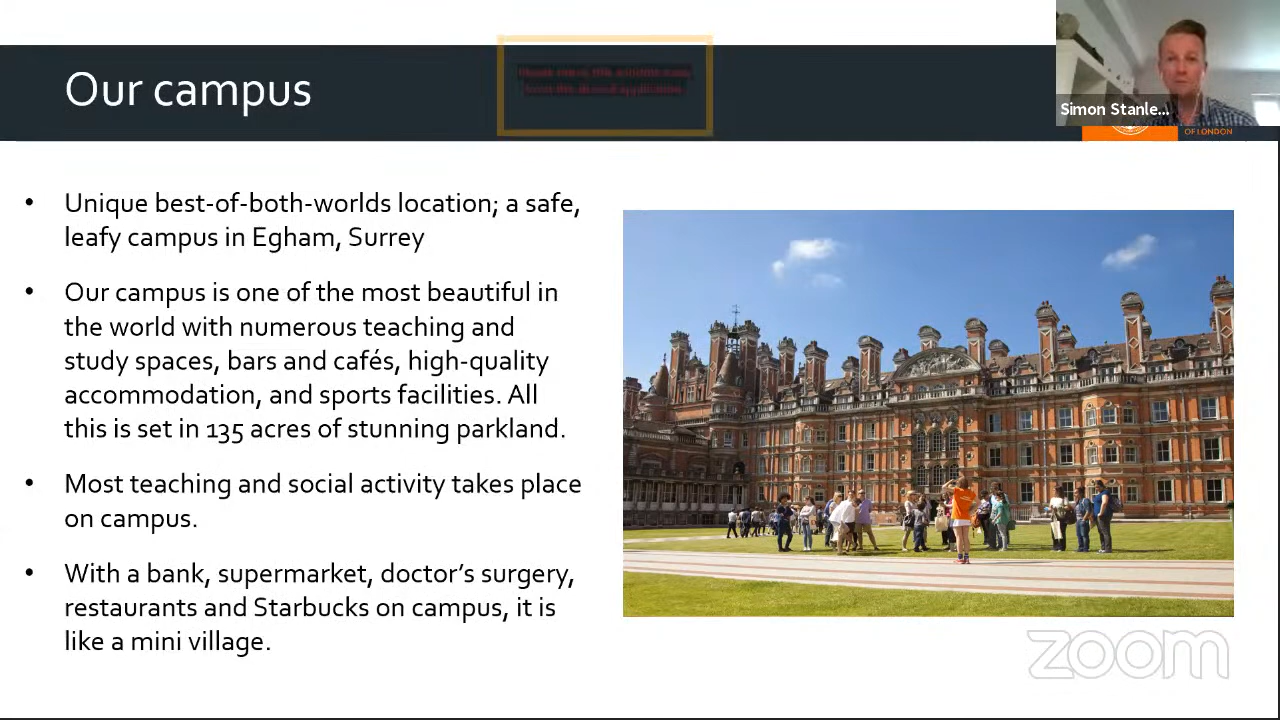 Our campus
Simon Stanle...
OF LONDON
• Unique best-of-both-worlds location; a safe,
leafy campus in Egham, Surrey
• Our campus is one of the most beautiful in
the world with numerous teaching and
study spaces, bars and cafés, high-quality
accommodation, and sports facilities. All
this is set in 135 acres of stunning parkland.
• Most teaching and social activity takes place
on campus.
• With a bank, supermarket, doctor’s surgery,
restaurants and Starbucks on campus, it is
like a mini village.
zoom